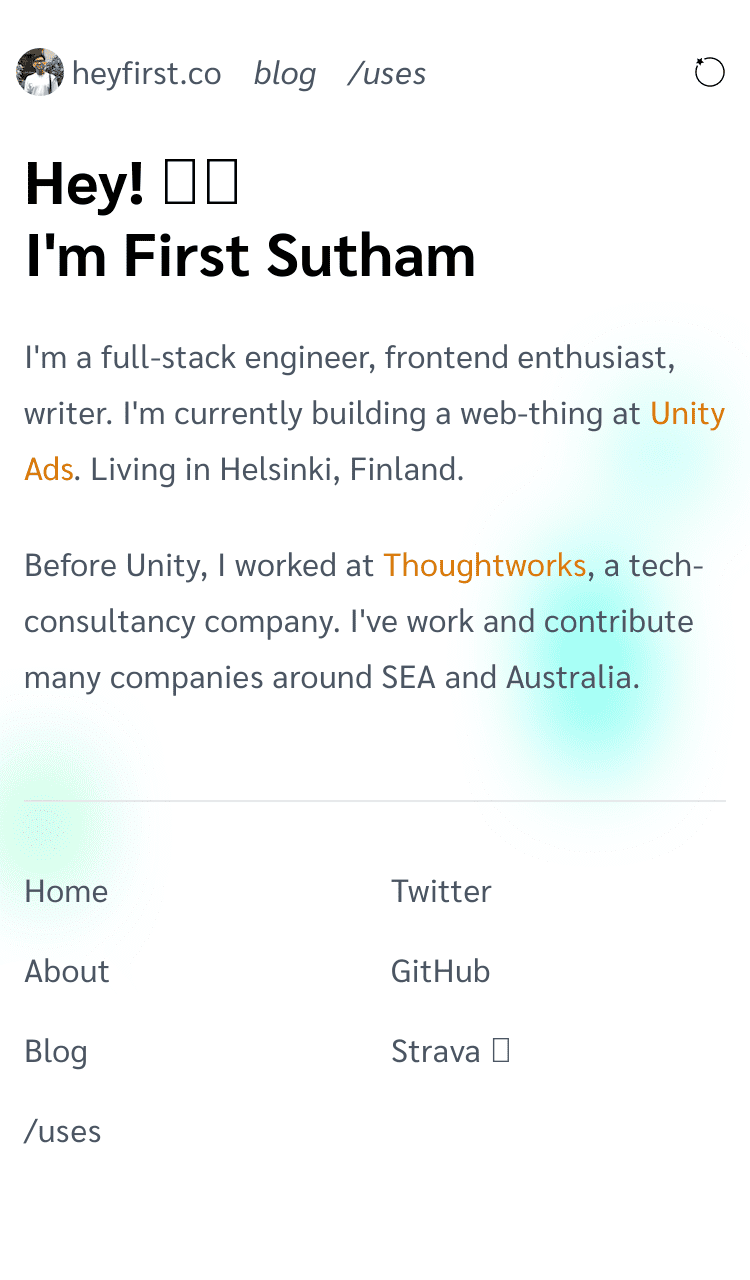 heyfirst.co blog /uses
Hey!
I'm First Sutham
I'm a full-stack engineer, frontend enthusiast,
writer. I'm currently building a web-thing at Unity
Ads. Living in Helsinki, Finland.
Before Unity, I worked at Thoughtworks, a tech-
consultancy company. I've work and contribute
many companies around SEA and Australia.
Home
About
Blog
/uses
Twitter
GitHub
Strava